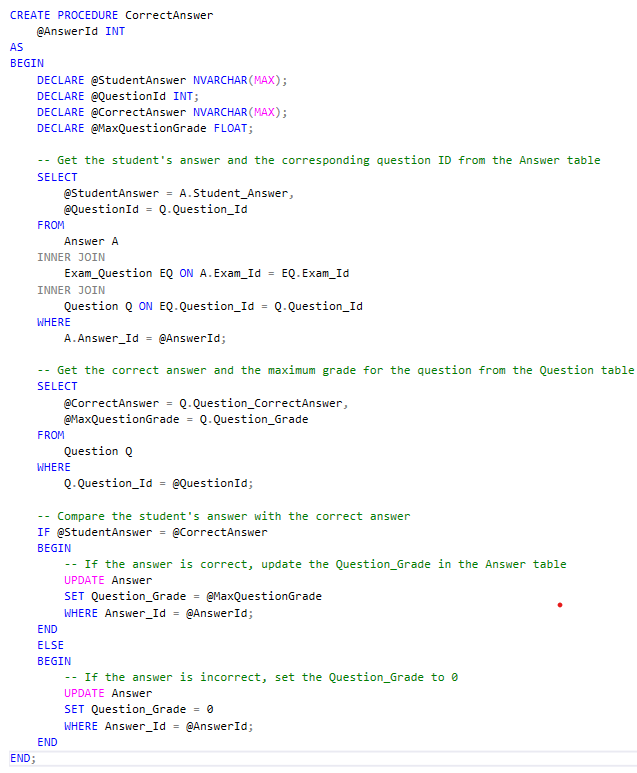 CREATE PROCEDURE CorrectAnswer
    @AnswerId INT
AS
BEGIN
    DECLARE @StudentAnswer NVARCHAR(MAX);
    DECLARE @QuestionId INT;
    DECLARE @CorrectAnswer NVARCHAR(MAX);
    DECLARE @MaxQuestionGrade FLOAT;

    -- Get the student's answer and the corresponding question ID from the Answer table
    SELECT
        @StudentAnswer = A.Student_Answer,
        @QuestionId = Q.Question_Id
    FROM
        Answer A
    INNER JOIN
        Exam_Question EQ ON A.Exam_Id = EQ.Exam_Id
    INNER JOIN
        Question Q ON EQ.Question_Id = Q.Question_Id
    WHERE
        A.Answer_Id = @AnswerId;

    -- Get the correct answer and the maximum grade for the question from the Question table
    SELECT
        @CorrectAnswer = Q.Question_CorrectAnswer,
        @MaxQuestionGrade = Q.Question_Grade
    FROM
        Question Q
    WHERE
        Q.Question_Id = @QuestionId;

    -- Compare the student's answer with the correct answer
    IF @StudentAnswer = @CorrectAnswer
    BEGIN
        -- If the answer is correct, update the Question_Grade in the Answer table
        UPDATE Answer
        SET Question_Grade = @MaxQuestionGrade
        WHERE Answer_Id = @AnswerId;
    END
    ELSE
    BEGIN
        -- If the answer is incorrect, set the Question_Grade to 0
        UPDATE Answer
        SET Question_Grade = 0
        WHERE Answer_Id = @AnswerId;
    END
END;